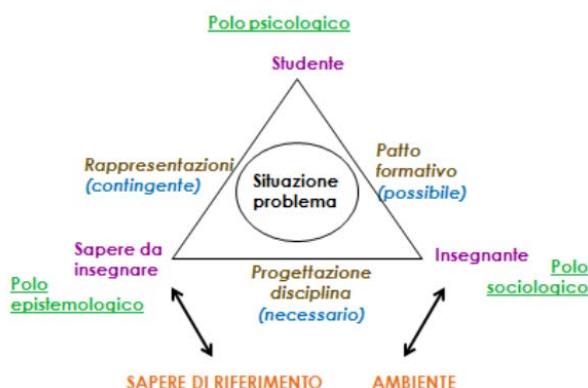 Polo psicologico
Studente
Rappresentazioni
(contingente)
Patto
formativo
(possibile)
Situazione
problema
Sapere da
insegnare
Insegnante
Polo
epistemologico
Progettazione
disciplina
(necessario)
Polo
sociologico
SAPERE DI RIFERIMENTO
AMBIENTE